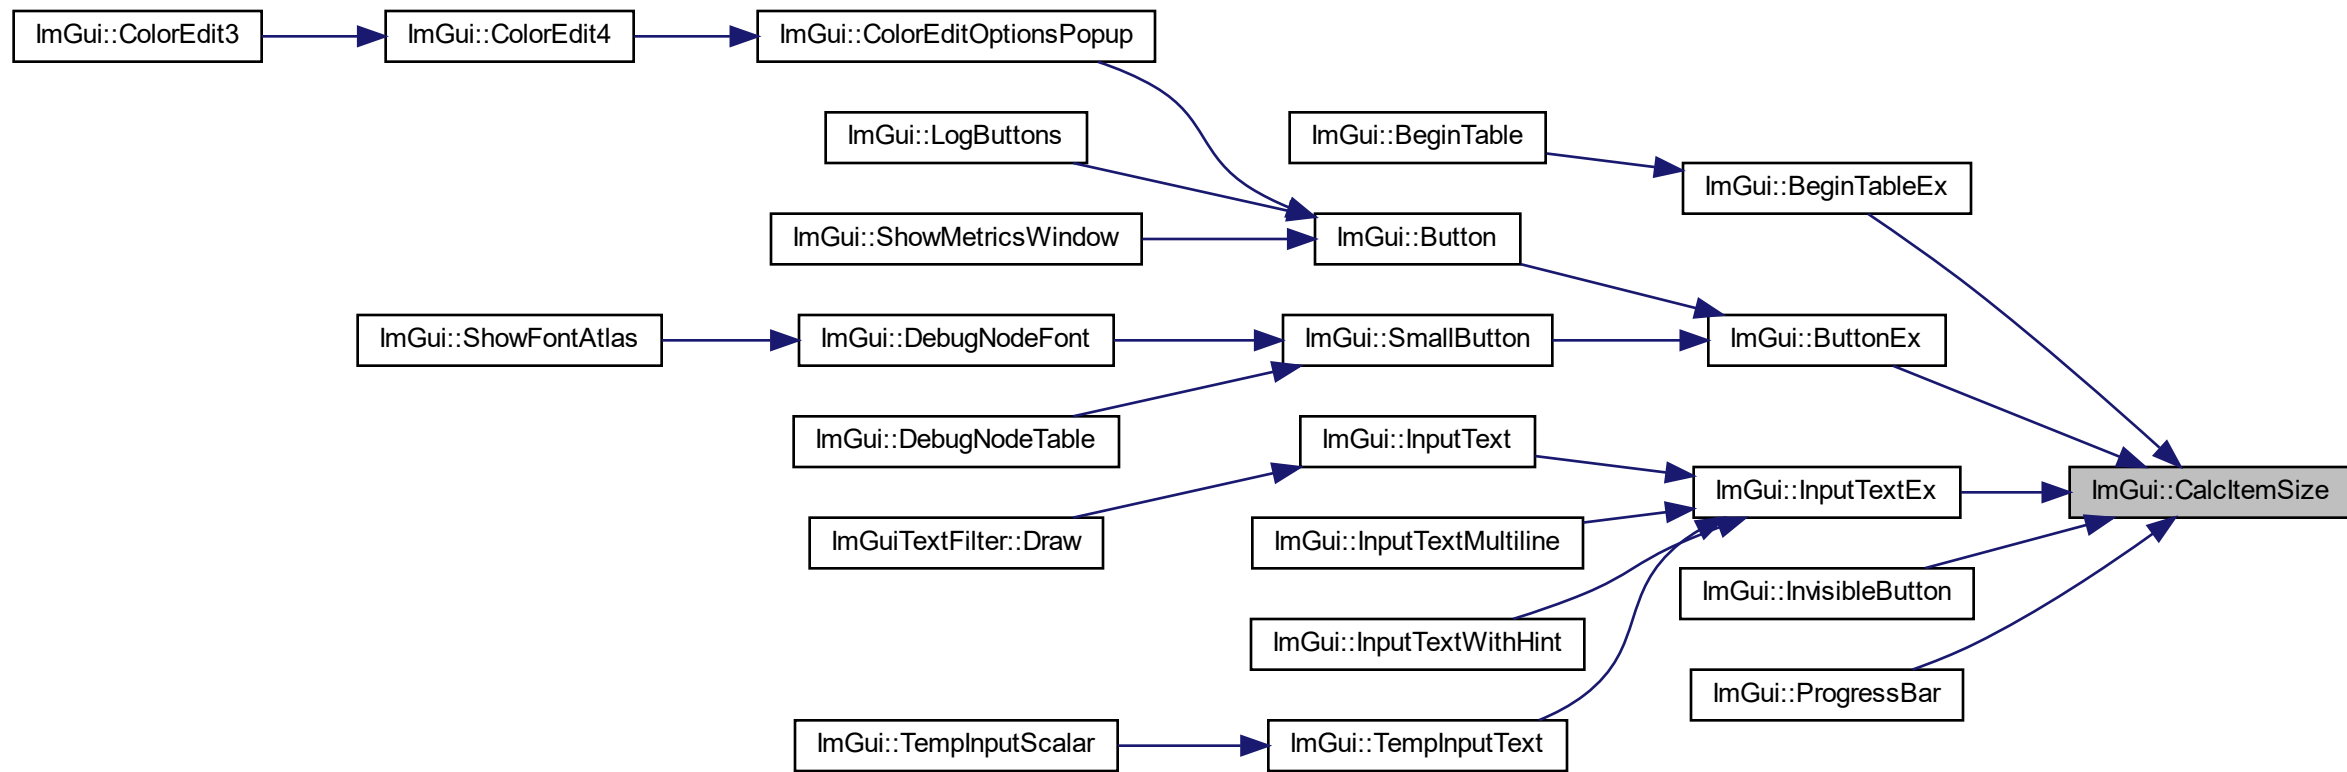 ImGui::ColorEdit3
ImGui::ColorEdit4
ImGui::ColorEditOptionsPopup
ImGui::LogButtons
ImGui::BeginTable
ImGui::BeginTableEx
ImGui::ShowMetricsWindow
ImGui::Button
ImGui::ShowFontAtlas
ImGui::DebugNodeFont
ImGui::SmallButton
ImGui::ButtonEx
ImGui::DebugNodeTable
ImGui::InputText
ImGui::InputTextEx
ImGui::CalcItemSize
ImGuiTextFilter::Draw
ImGui::InputTextMultiline
ImGui::InvisibleButton
ImGui::InputTextWithHint
ImGui::ProgressBar
ImGui::TempInputScalar
ImGui::TempInputText